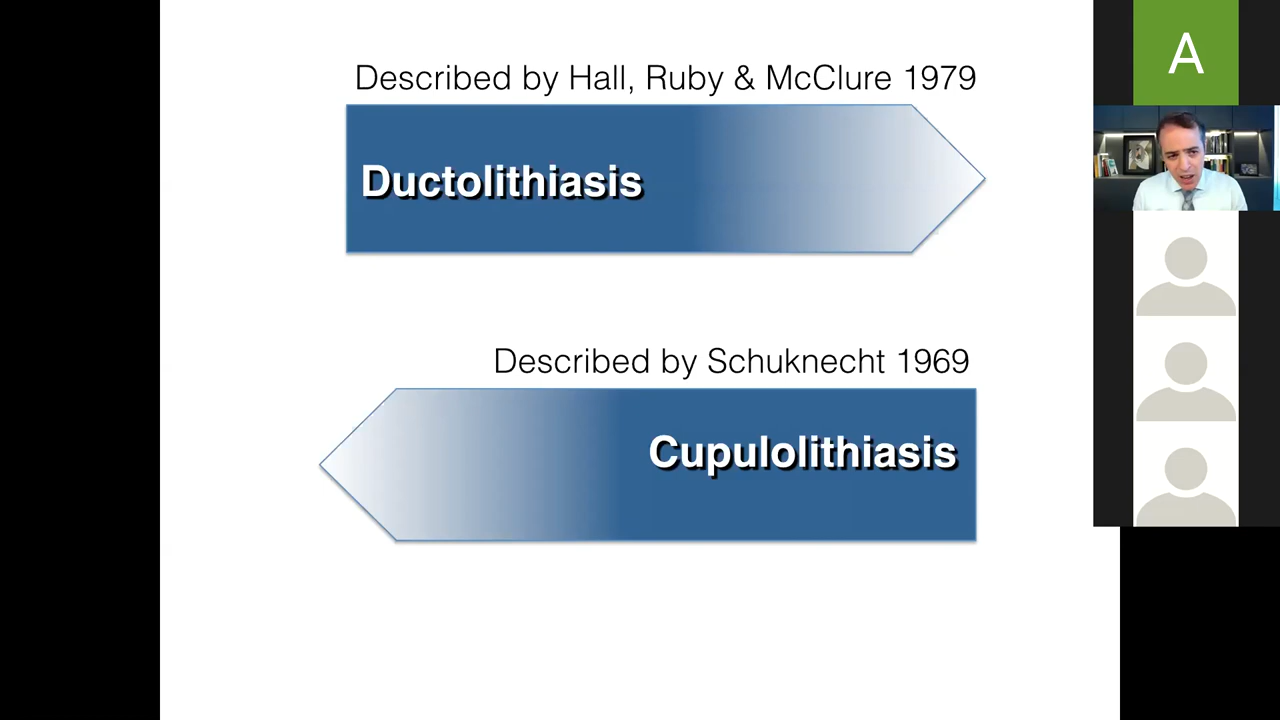 Described by Hall, Ruby & McClure 1979
Ductolithiasis
Described by Schuknecht 1969
Cupulolithiasis
A